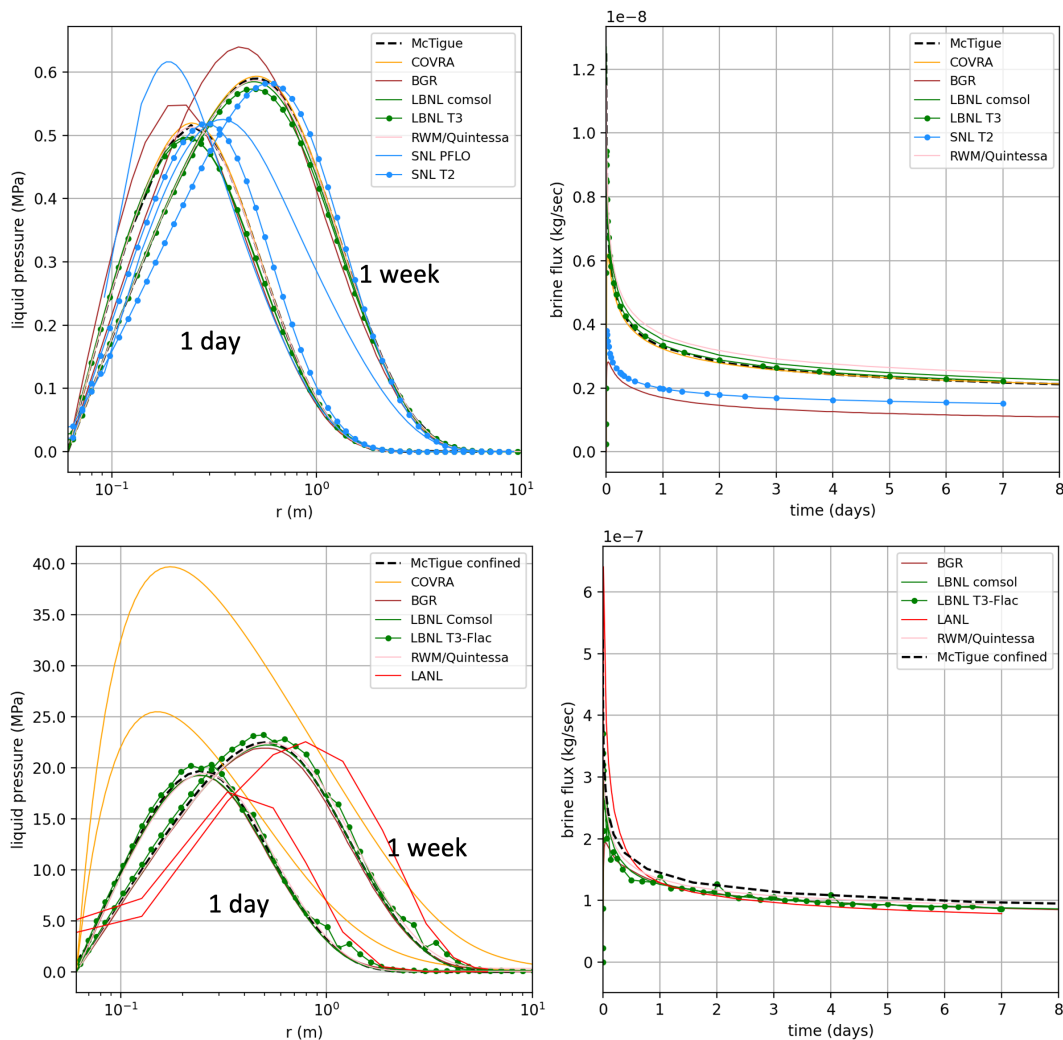 liquid pressure (MPa)
0.6
0.5
0.4
0.3
0.2
0.1
0.0
McTigue
COVRA
BGR
LBNL comsol
LBNL T3
RWM/Quintessa
SNL PFLO
SNL T2
1 week
1 day
10⁻¹
10⁰
10¹
r (m)
1e−8
brine flux (kg/sec)
1.2
1.0
0.8
0.6
0.4
0.2
0.0
McTigue
COVRA
BGR
LBNL comsol
LBNL T3
SNL T2
RWM/Quintessa
0 1 2 3 4 5 6 7 8
time (days)
liquid pressure (MPa)
40.0
35.0
30.0
25.0
20.0
15.0
10.0
5.0
0.0
McTigue confined
COVRA
BGR
LBNL Comsol
LBNL T3-Flac
RWM/Quintessa
LANL
1 week
1 day
10⁻¹
10⁰
10¹
r (m)
1e−7
brine flux (kg/sec)
6
5
4
3
2
1
0
BGR
LBNL comsol
LBNL T3-Flac
LANL
RWM/Quintessa
McTigue confined
0 1 2 3 4 5 6 7 8
time (days)